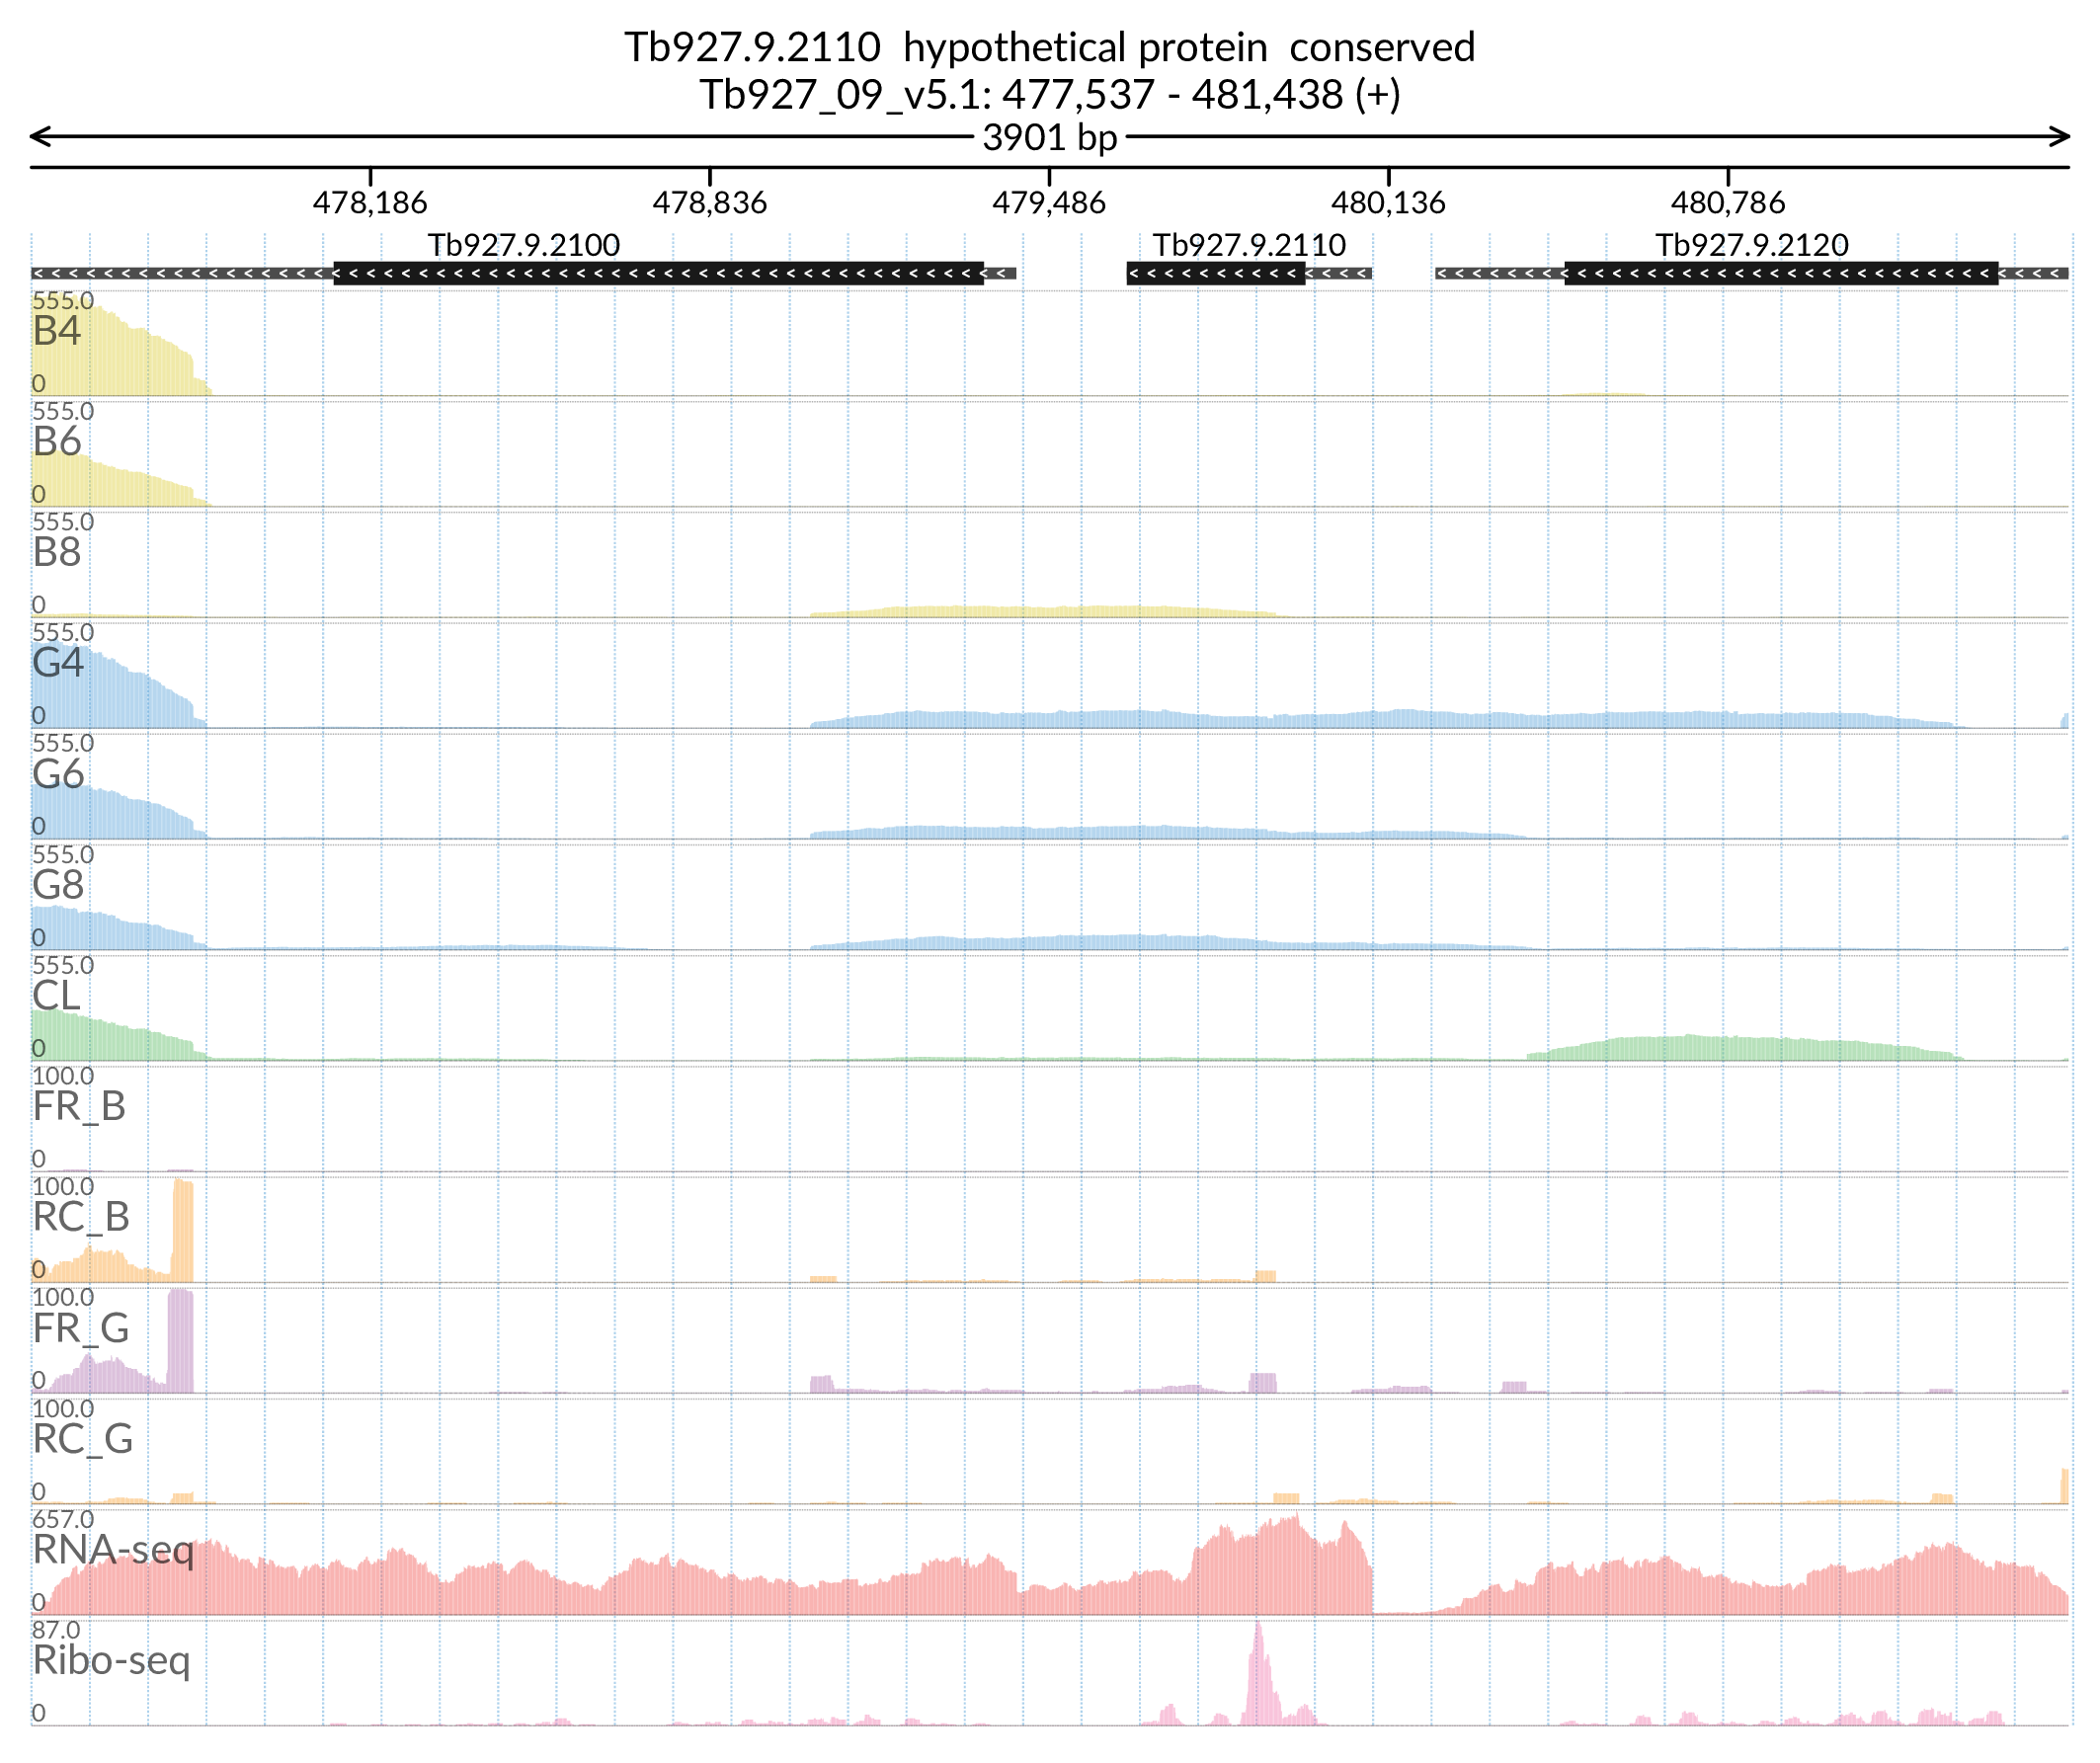 Tb927.9.2110 hypothetical protein conserved
Tb927_09_v5.1: 477,537 - 481,438 (+)
3901 bp
478,186 478,836 479,486 480,136 480,786
Tb927.9.2100 Tb927.9.2110 Tb927.9.2120
555.0
B4
0
555.0
B6
0
555.0
B8
0
555.0
G4
0
555.0
G6
0
555.0
G8
0
555.0
CL
0
100.0
FR_B
0
100.0
RC_B
0
100.0
FR_G
0
100.0
RC_G
0
657.0
RNA-seq
0
87.0
Ribo-seq
0